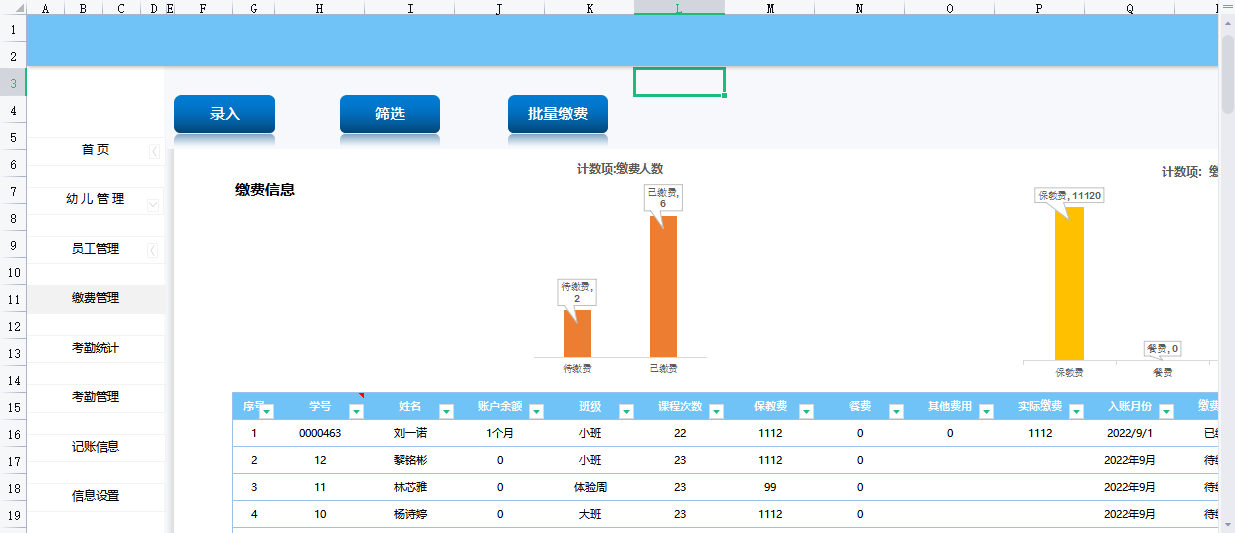 A B C D E F G H I J K L M N O P Q
1
2
3
4
录入 筛选 批量缴费
5
首 页
6
计数项:缴费人数
计数项: 缴
7
缴费信息
幼 儿 管 理
已缴费, 6
保教费, 11120
8
9
员工管理
10
待缴费, 2
11
缴费管理
12
13
考勤统计
餐费, 0
待缴费 已缴费
保教费 餐费
14
考勤管理
15
序号 学号 姓名 账户余额 班级 课程次数 保教费 餐费 其他费用 实际缴费 入账月份 缴费
16
1 0000463 刘一诺 1个月 小班 22 1112 0 0 1112 2022/9/1 已
记账信息
17
2 12 黎铭彬 0 小班 23 1112 0 2022年9月 待
18
3 11 林芯雅 0 体验周 23 99 0 2022年9月 待
信息设置
19
4 10 杨诗婷 0 大班 23 1112 0 2022年9月 待